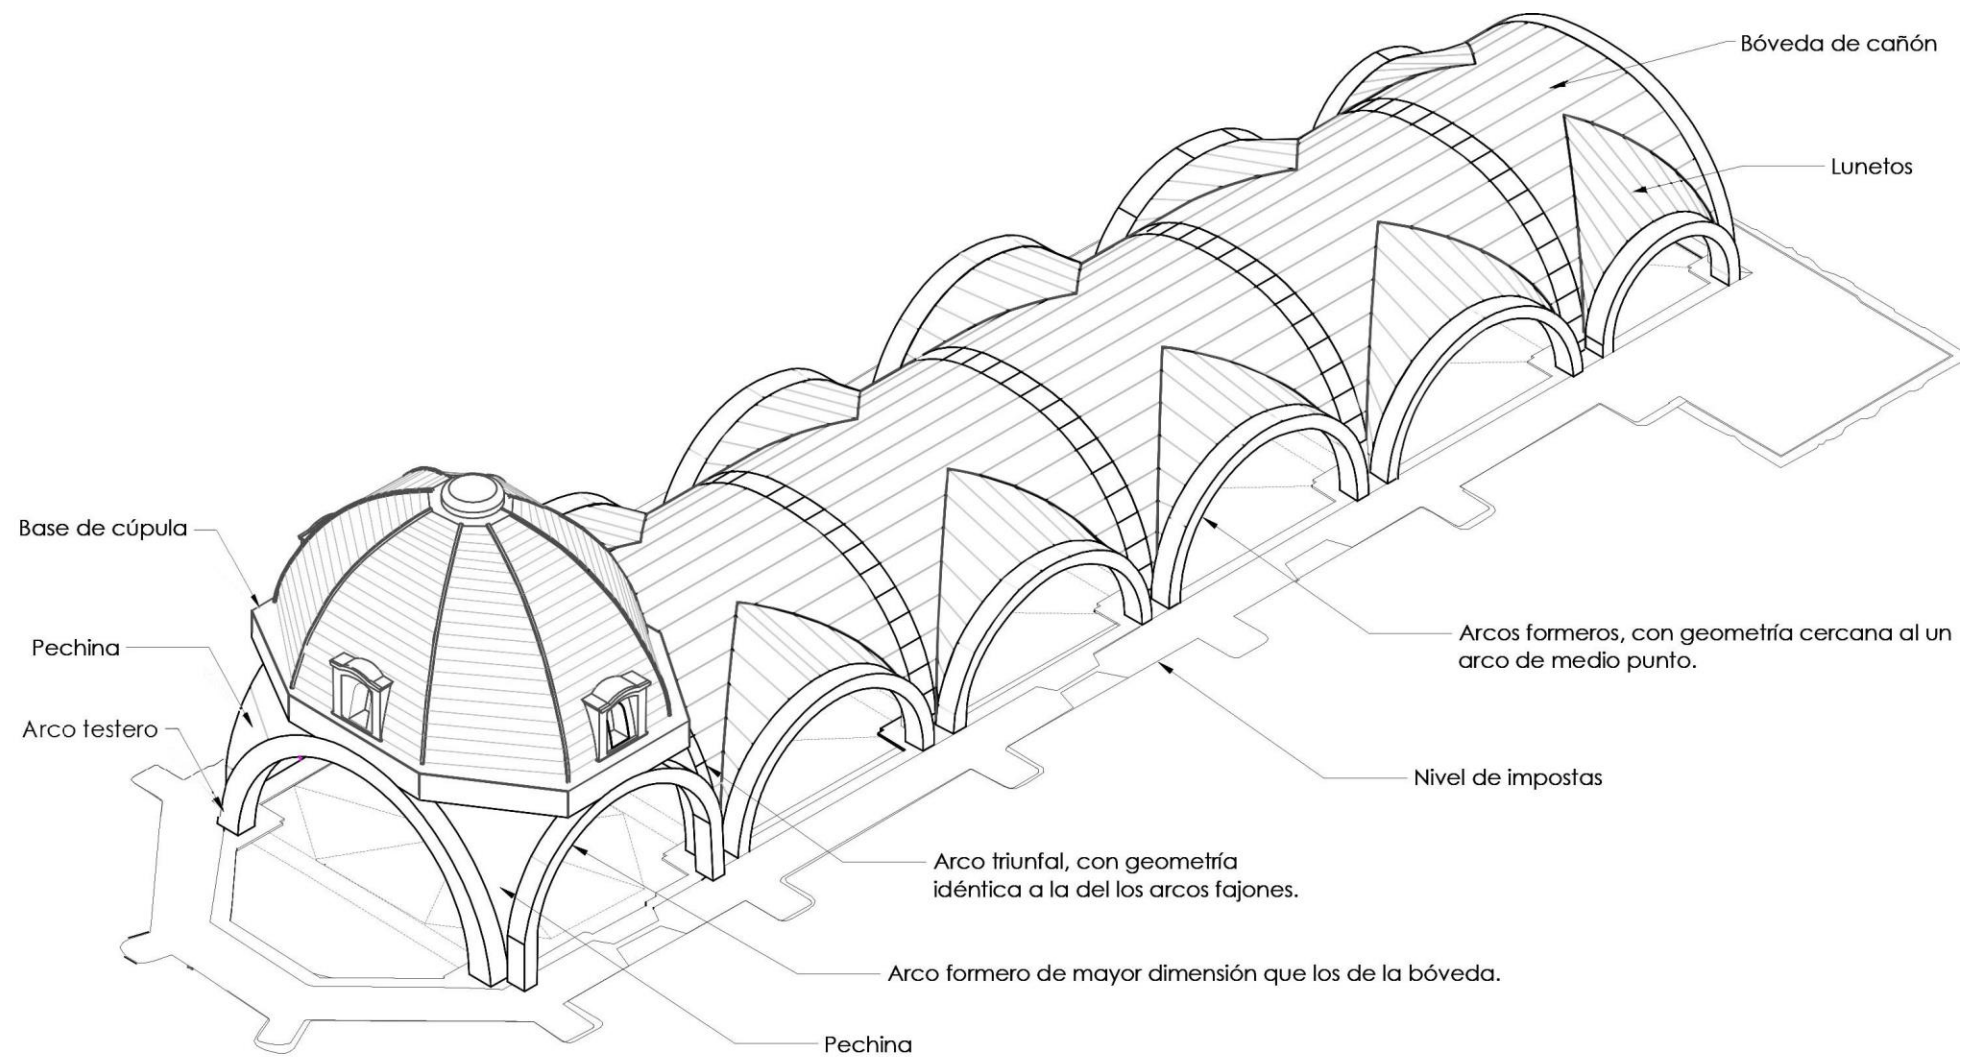 Bóveda de cañón
Lunetos
Base de cúpula
Pechina
Arco testero
Arcos formeros, con geometría cercana al un
arco de medio punto.
Nivel de impostas
Arco triunfal, con geometría
idéntica a la del los arcos fajones.
Arco formero de mayor dimensión que los de la bóveda.
Pechina